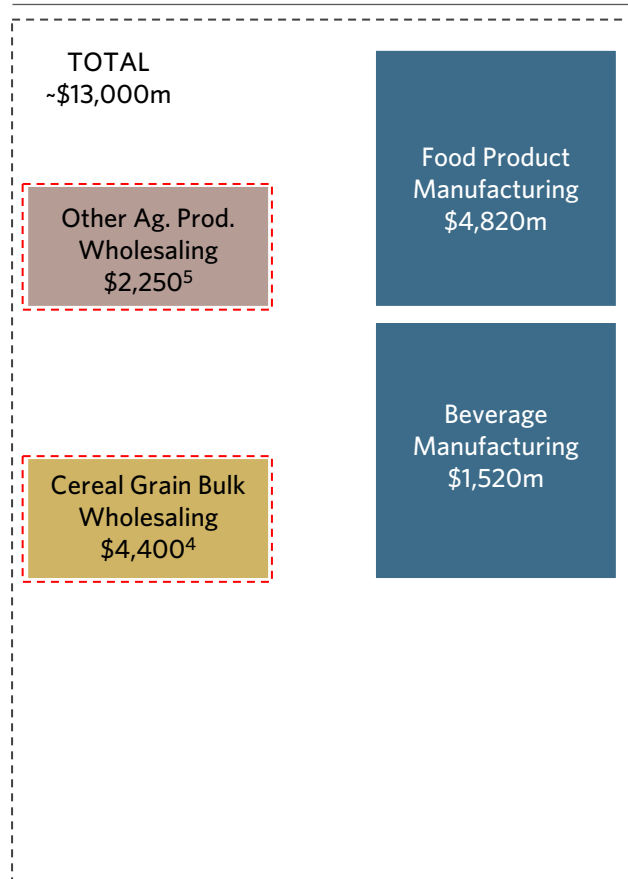 TOTAL
~$13,000m
Food Product
Manufacturing
$4,820m
Other Ag. Prod.
Wholesaling
$2,250⁵
Beverage
Manufacturing
$1,520m
Cereal Grain Bulk
Wholesaling
$4,400⁴